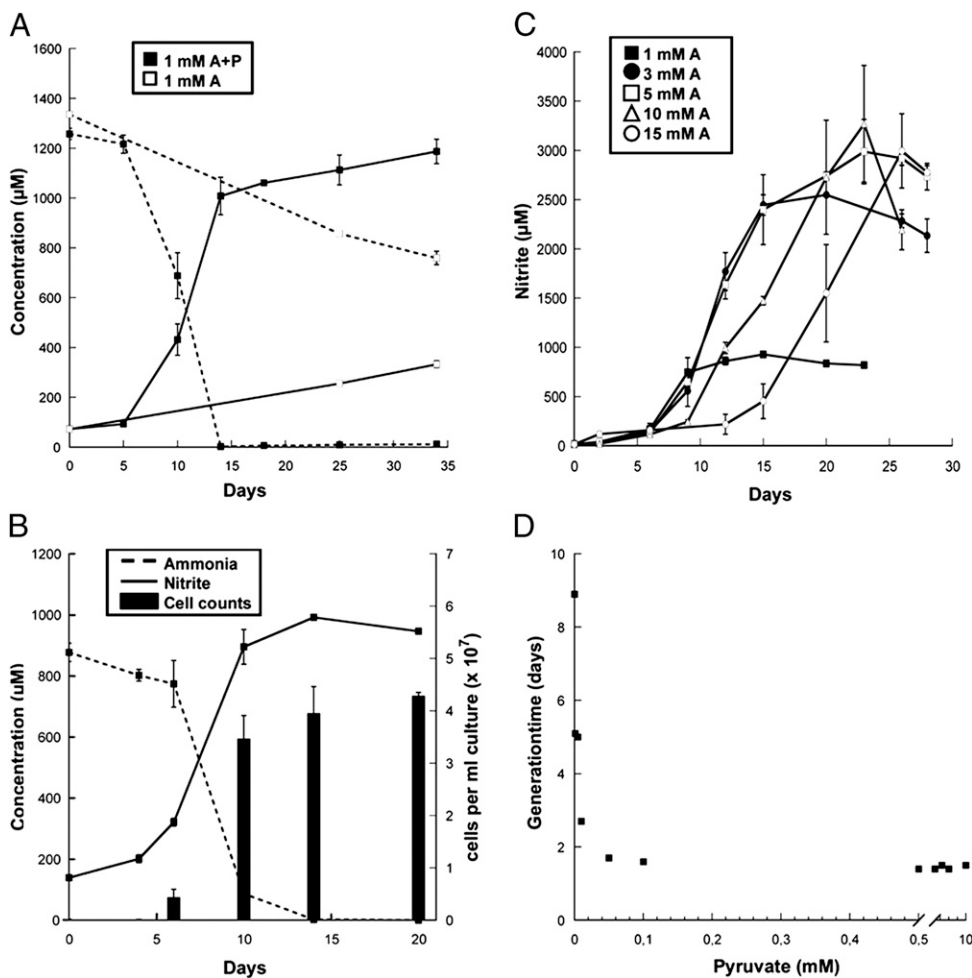 A
1 mM A+P
1 mM A
1600
1400
1200
1000
800
600
400
200
0
Concentration (µM)
0 5 10 15 20 25 30 35
Days
C
1 mM A
3 mM A
5 mM A
10 mM A
15 mM A
4000
3500
3000
2500
2000
1500
1000
500
0
Nitrite (µM)
0 5 10 15 20 25 30
Days
B
Ammonia
Nitrite
Cell counts
1200
1000
800
600
400
200
0
Concentration (µM)
7
6
5
4
3
2
1
0
cells per ml culture (x 10⁷)
0 5 10 15 20
Days
D
10
8
6
4
2
0
Generationtime (days)
0 0,1 0,2 0,3 0,4 0,5 10
Pyruvate (mM)